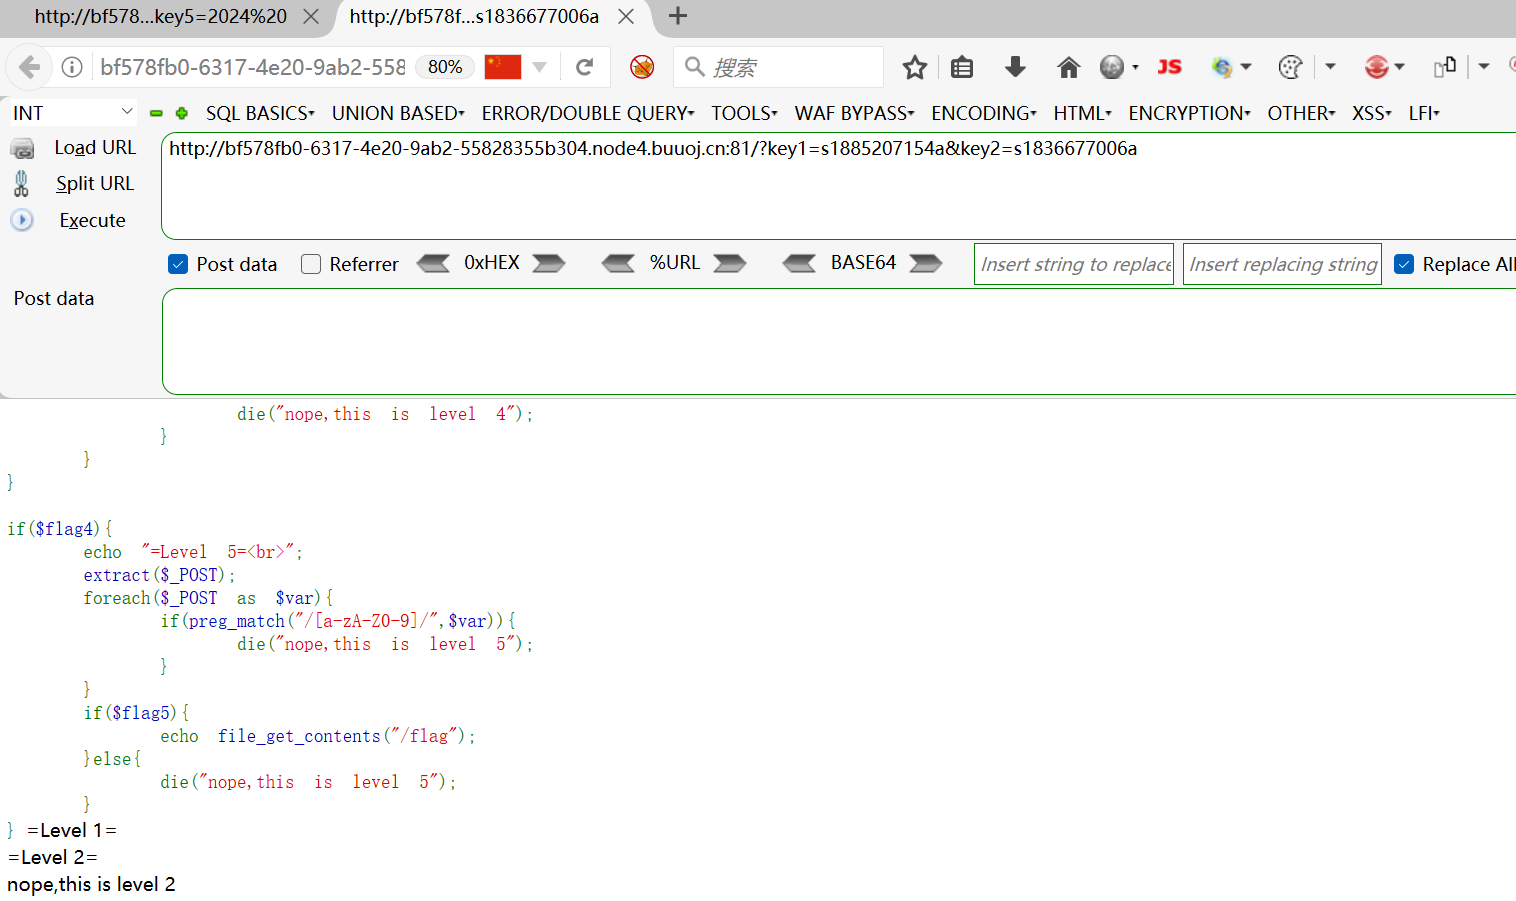 http://bf578...key5=2024%20
http://bf578f...s1836677006a
bf578fb0-6317-4e20-9ab2-558
80%
搜索
JS
INT
SQL BASICS
UNION BASED
ERROR/DOUBLE QUERY
TOOLS
WAF BYPASS
ENCODING
HTML
ENCRYPTION
OTHER
XSS
LFI
Load URL
http://bf578fb0-6317-4e20-9ab2-55828355b304.node4.buuoj.cn:81/?key1=s1885207154a&key2=s1836677006a
Split URL
Execute
Post data
Referrer
0xHEX
%URL
BASE64
Insert string to replace
Insert replacing string
Replace All
Post data
die("nope,this is level 4");
}
}
}
if($flag4){
echo "=Level 5=<br>";
extract($_POST);
foreach($_POST as $var){
if(preg_match("/[a-zA-Z0-9]/",$var)){
die("nope,this is level 5");
}
}
if($flag5){
echo file_get_contents("/flag");
}else{
die("nope,this is level 5");
}
} =Level 1=
=Level 2=
nope,this is level 2